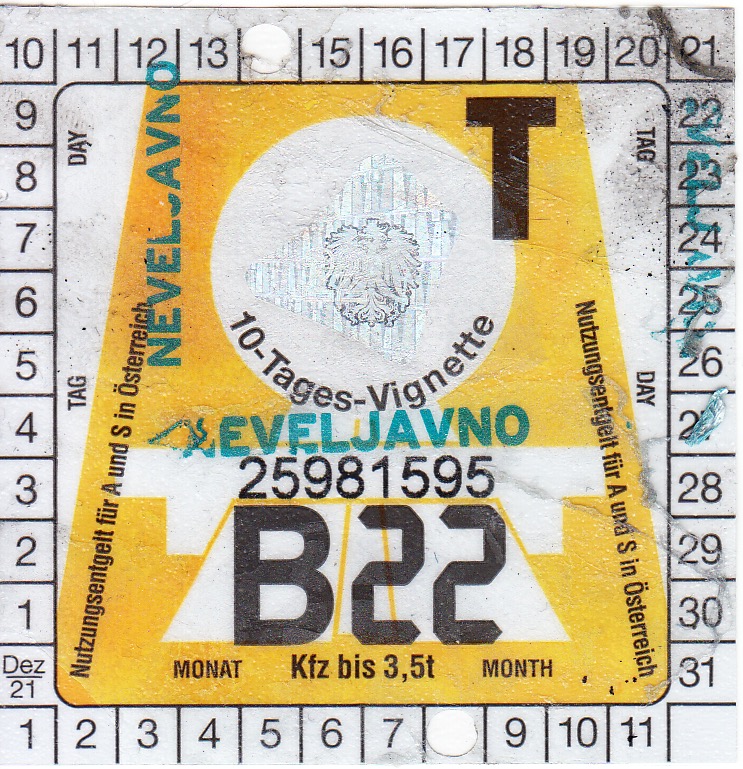 10 11 12 13 15 16 17 18 19 20 21
9
8
7
6
5
4
3
2
1
Dez
21
DAY
TAG
NEVELJAVNO
Nutzungsentgelt für A und S in Österreich
T
10-Tages-Vignette
NEVELJAVNO
25981595
B22
MONAT Kfz bis 3,5t MONTH
TAG
DAY
Nutzungsentgelt für A und S in Österreich
22
23
24
25
26
28
29
30
31
1 2 3 4 5 6 7 9 10 11